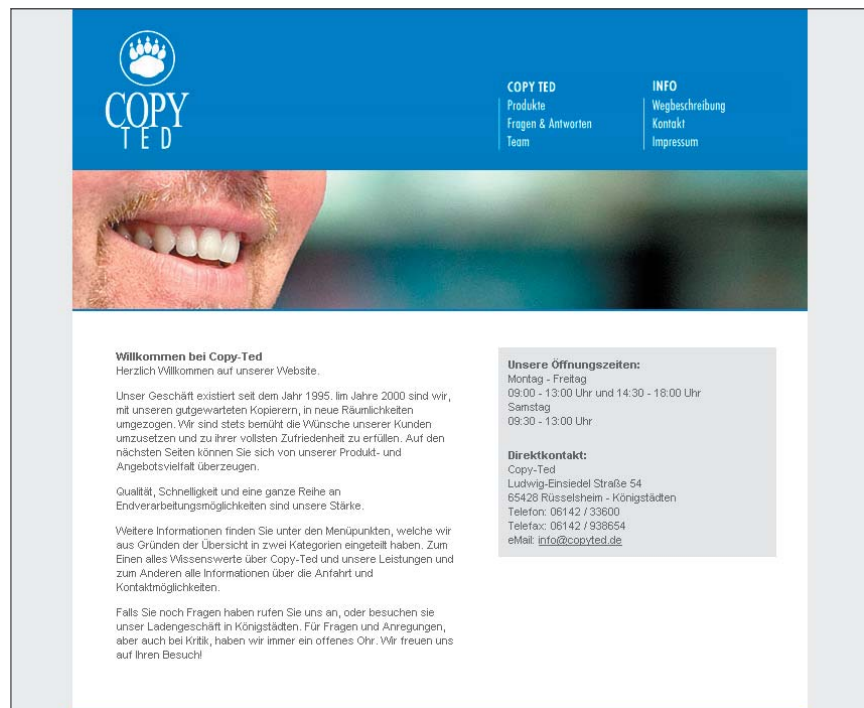 COPY
TED
COPY TED
Produkte
Fragen & Antworten
Team
INFO
Wegbeschreibung
Kontakt
Impressum
Willkommen bei Copy-Ted
Herzlich Willkommen auf unserer Website.
Unser Geschäft existiert seit dem Jahr 1995. Iim Jahre 2000 sind wir,
mit unseren gutgewarteten Kopierern, in neue Räumlichkeiten
umgezogen. Wir sind stets bemüht die Wünsche unserer Kunden
umzusetzen und zu ihrer vollsten Zufriedenheit zu erfüllen. Auf den
nächsten Seiten können Sie sich von unserer Produkt- und
Angebotsvielfalt überzeugen.
Qualität, Schnelligkeit und eine ganze Reihe an
Endverarbeitungsmöglichkeiten sind unsere Stärke.
Weitere Informationen finden Sie unter den Menüpunkten, welche wir
aus Gründen der Übersicht in zwei Kategorien eingeteilt haben. Zum
Einen alles Wissenswerte über Copy-Ted und unsere Leistungen und
zum Anderen alle Informationen über die Anfahrt und
Kontaktmöglichkeiten.
Falls Sie noch Fragen haben rufen Sie uns an, oder besuchen sie
unser Ladengeschäft in Königstädten. Für Fragen und Anregungen,
aber auch bei Kritik, haben wir immer ein offenes Ohr. Wir freuen uns
auf Ihren Besuch!
Unsere Öffnungszeiten:
Montag - Freitag
09:00 - 13:00 Uhr und 14:30 - 18:00 Uhr
Samstag
09:30 - 13:00 Uhr
Direktkontakt:
Copy-Ted
Ludwig-Einsiedel Straße 54
65428 Rüsselsheim - Königstädten
Telefon: 06142 / 33600
Telefax: 06142 / 938654
eMail: info@copyted.de